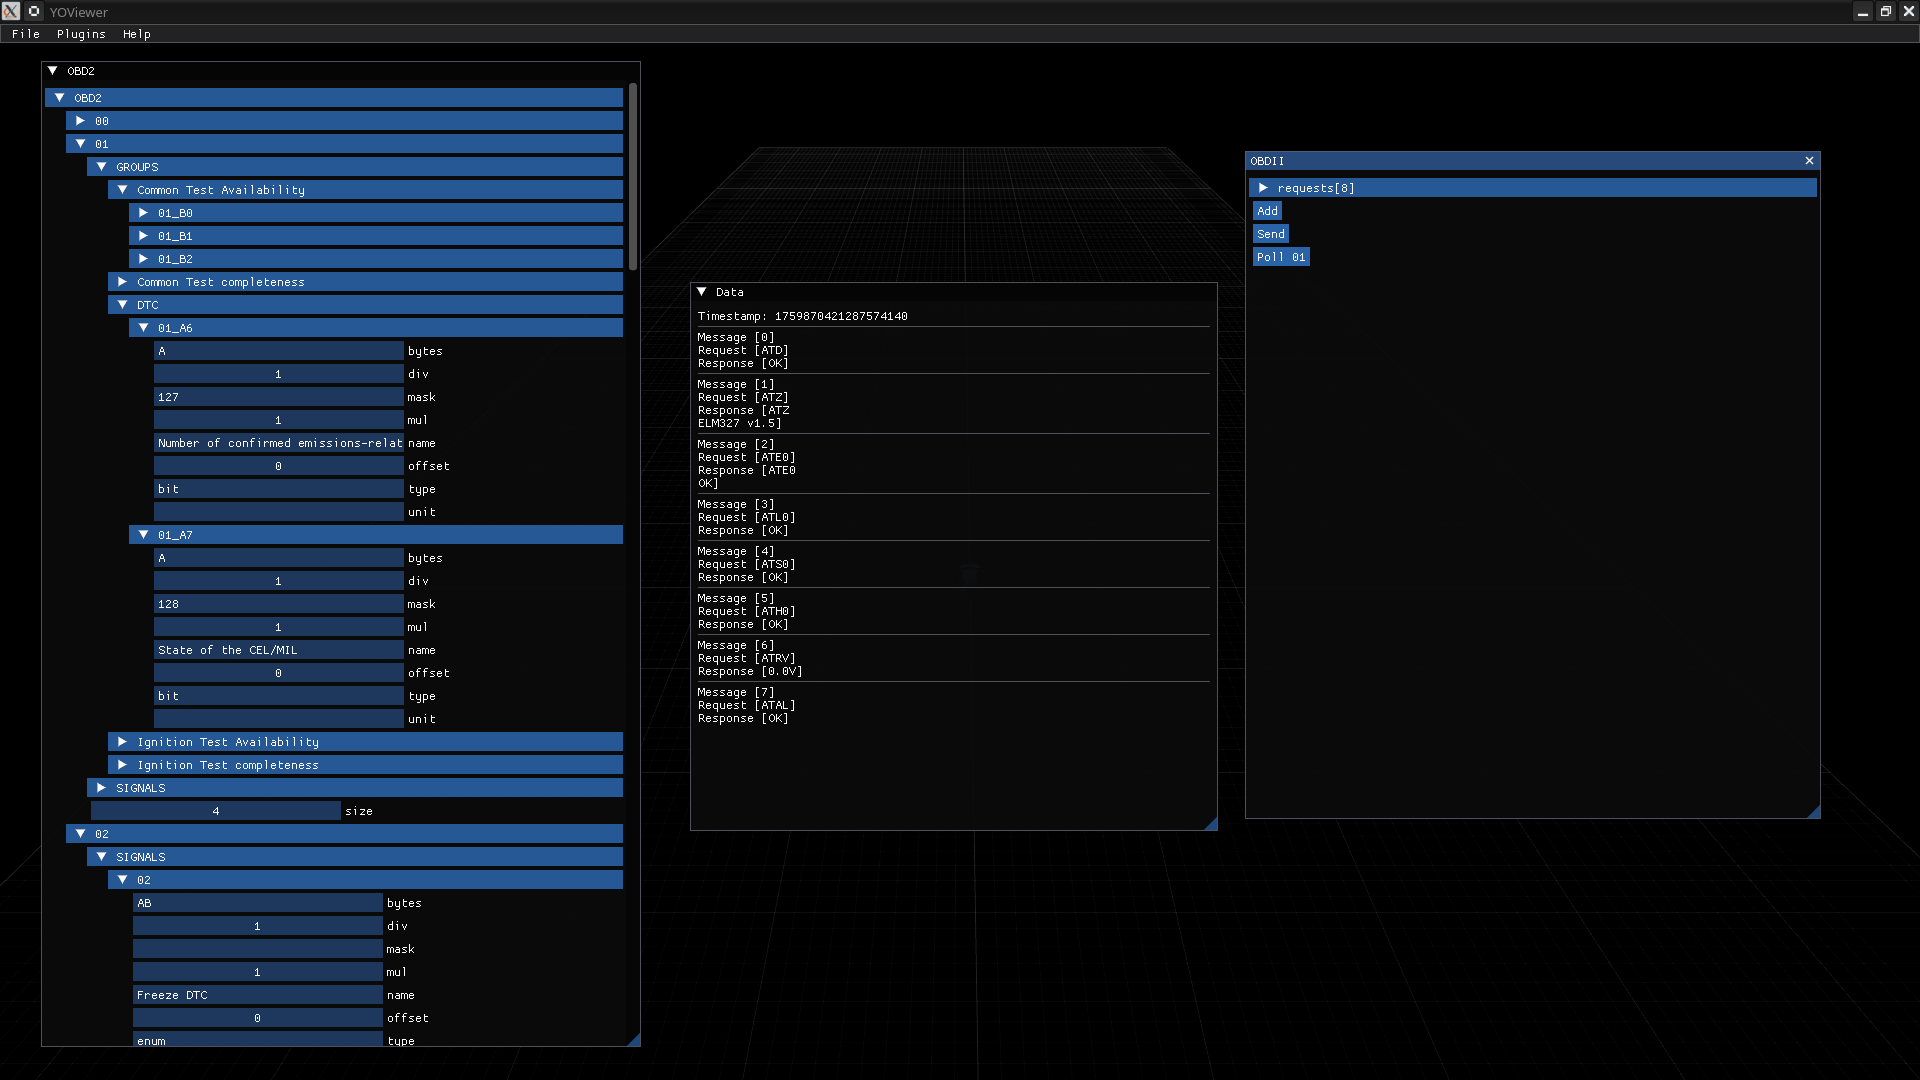 YOViewer
File Plugins Help
OBD2
OBD2
00
01
GROUPS
Common Test Availability
01_B0
01_B1
01_B2
Common Test completeness
DTC
01_A6
A bytes
1 div
127 mask
1 mul
Number of confirmed emissions-relat name
0 offset
bit type
unit
01_A7
A bytes
1 div
128 mask
1 mul
State of the CEL/MIL name
0 offset
bit type
unit
Ignition Test Availability
Ignition Test completeness
SIGNALS
4 size
02
SIGNALS
02
AB bytes
1 div
mask
1 mul
Freeze DTC name
0 offset
enum type
Data
Timestamp: 1759870421287574140
Message [0]
Request [ATD]
Response [OK]
Message [1]
Request [ATZ]
Response [ATZ
ELM327 v1.5]
Message [2]
Request [ATE0]
Response [ATE0
OK]
Message [3]
Request [ATL0]
Response [OK]
Message [4]
Request [ATS0]
Response [OK]
Message [5]
Request [ATH0]
Response [OK]
Message [6]
Request [ATRV]
Response [0.0V]
Message [7]
Request [ATAL]
Response [OK]
OBDII
requests[8]
Add
Send
Poll 01